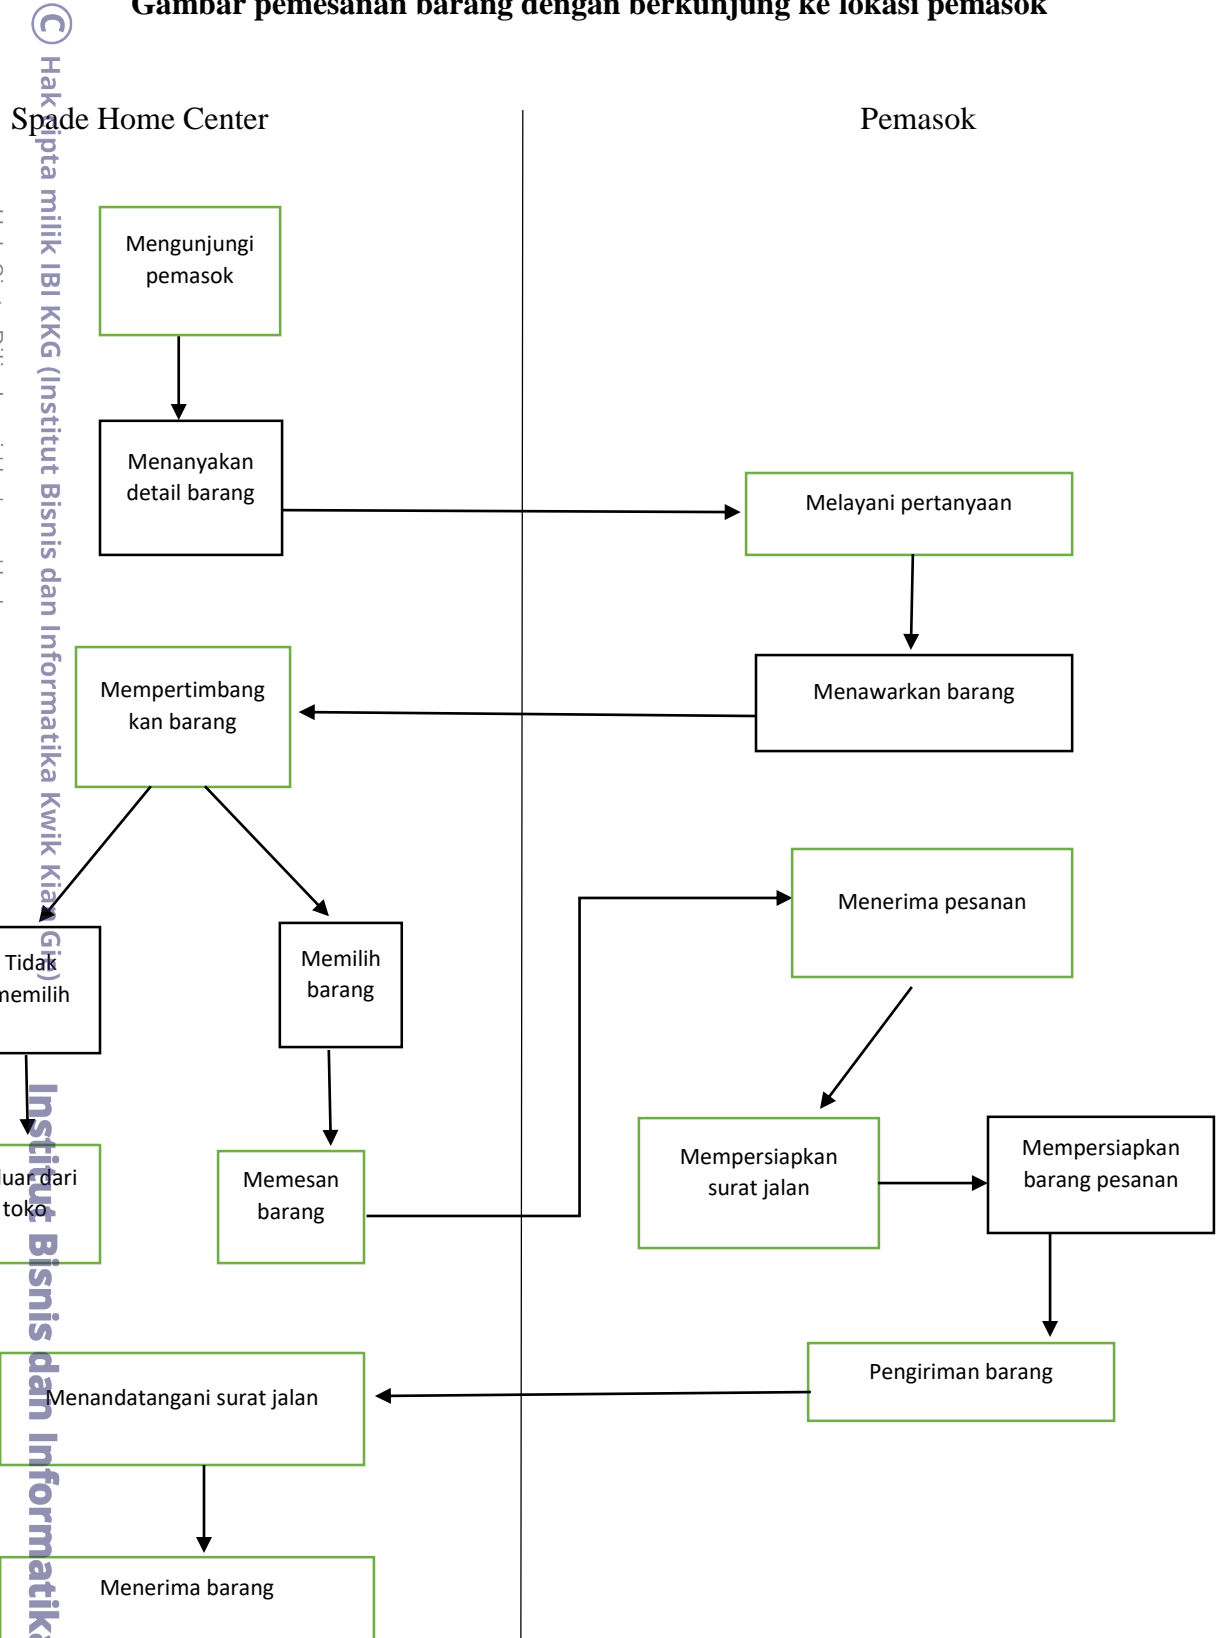 Gambar pemesanan barang dengan berkunjung ke lokasi pemasok
Spade Home Center
Pemasok
Mengunjungi
pemasok
Menanyakan
detail barang
Melayani pertanyaan
Menawarkan barang
Mempertimbang
kan barang
Menerima pesanan
Tidak
memilih
Memilih
barang
Mempersiapkan
surat jalan
Mempersiapkan
barang pesanan
dari
toko
Memesan
barang
Pengiriman barang
Menandatangani surat jalan
Menerima barang
© Hak cipta milik IBI KKG (Institut Bisnis dan Informatika Kwik Kian Gie)
Institut Bisnis dan Informatika